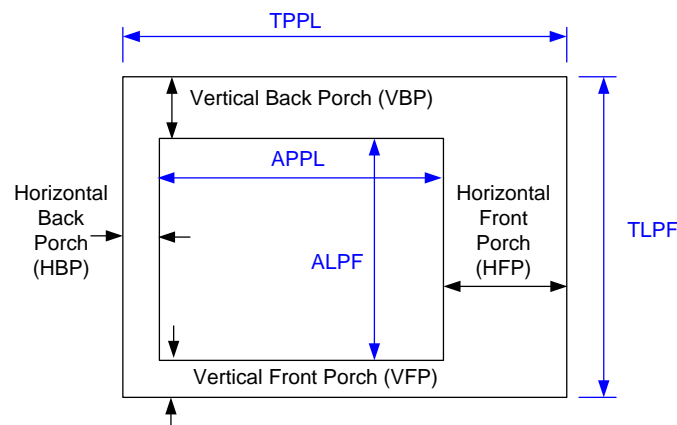 TPPL
Vertical Back Porch (VBP)
APPL
Horizontal
Back
Porch
(HBP)
Horizontal
Front
Porch
(HFP)
TLPF
ALPF
Vertical Front Porch (VFP)